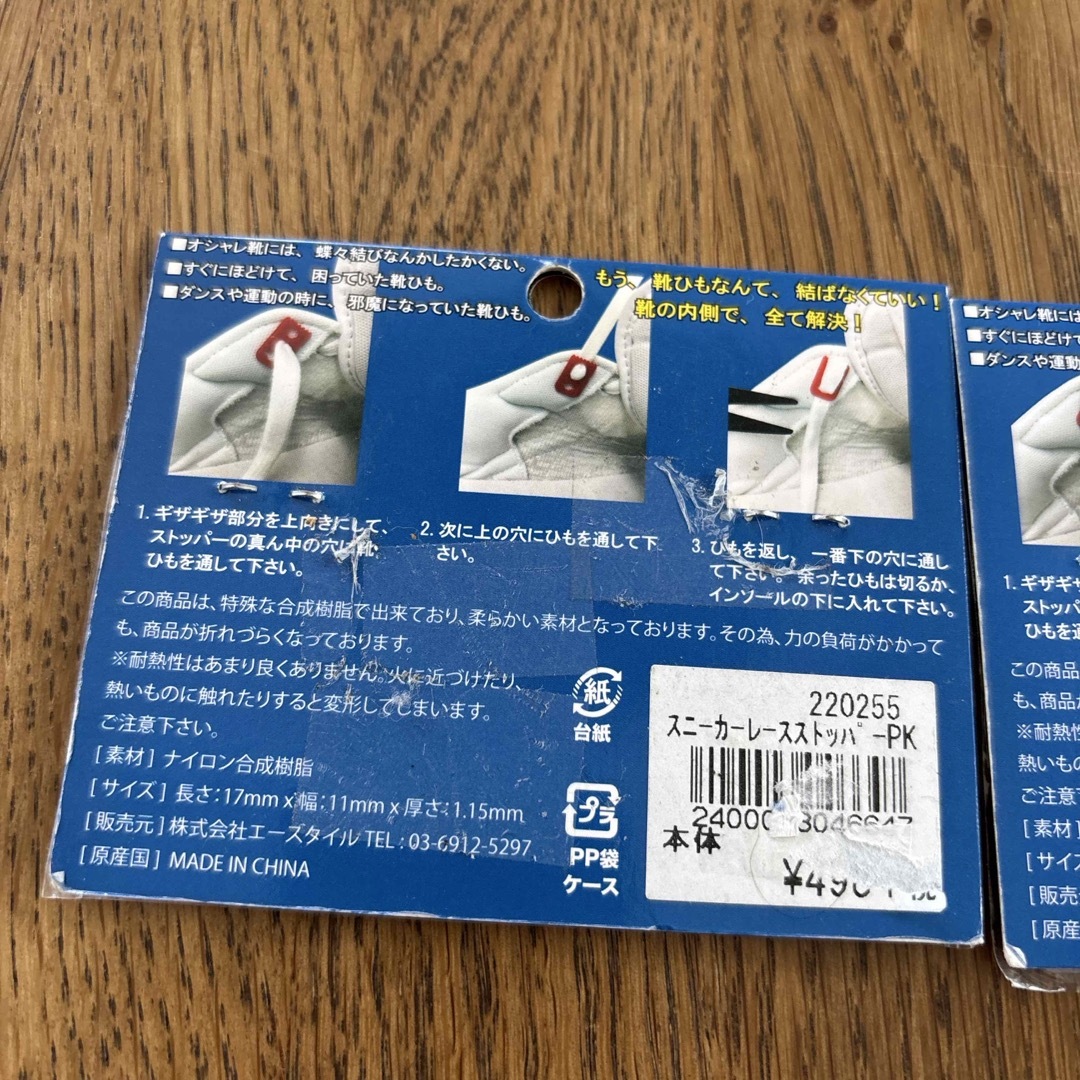 ■オシャレ靴には、蝶々結びなんかしたかくない。
■すぐにほどけて、困っていた靴ひも。
■ダンスや運動の時に、邪魔になっていた靴ひも。
もう、靴ひもなんて、結ばなくていい！
靴の内側で、全て解決！
1. ギザギザ部分を上向きにして、
ストッパーの真ん中の穴に靴
ひもを通して下さい。
2. 次に上の穴にひもを通して下
さい。
3. ひもを返し、一番下の穴に通し
て下さい。余ったひもは切るか、
インソールの下に入れて下さい。
この商品は、特殊な合成樹脂で出来ており、柔らかい素材となっております。その為、力の負荷がかかって
も、商品が折れづらくなっております。
※耐熱性はあまり良くありません。火に近づけたり、
熱いものに触れたりすると変形してしまいます。
ご注意下さい。
[素材] ナイロン合成樹脂
[サイズ] 長さ:17mm x 幅:11mm x 厚さ:1.15mm
[販売元] 株式会社エースタイル TEL : 03-6912-5297
[原産国] MADE IN CHINA
紙
台紙
プラ
PP袋
ケース
220255
スニーカーレースストッパーPK
本体
■オシャレ靴には
■すぐにほどけて
■ダンスや運動
1. ギザギザ
ストッパ
ひもを通
この商品
も、商品
※耐熱
熱いも
ご注意
[素材]
[サイズ
[販売
[原産